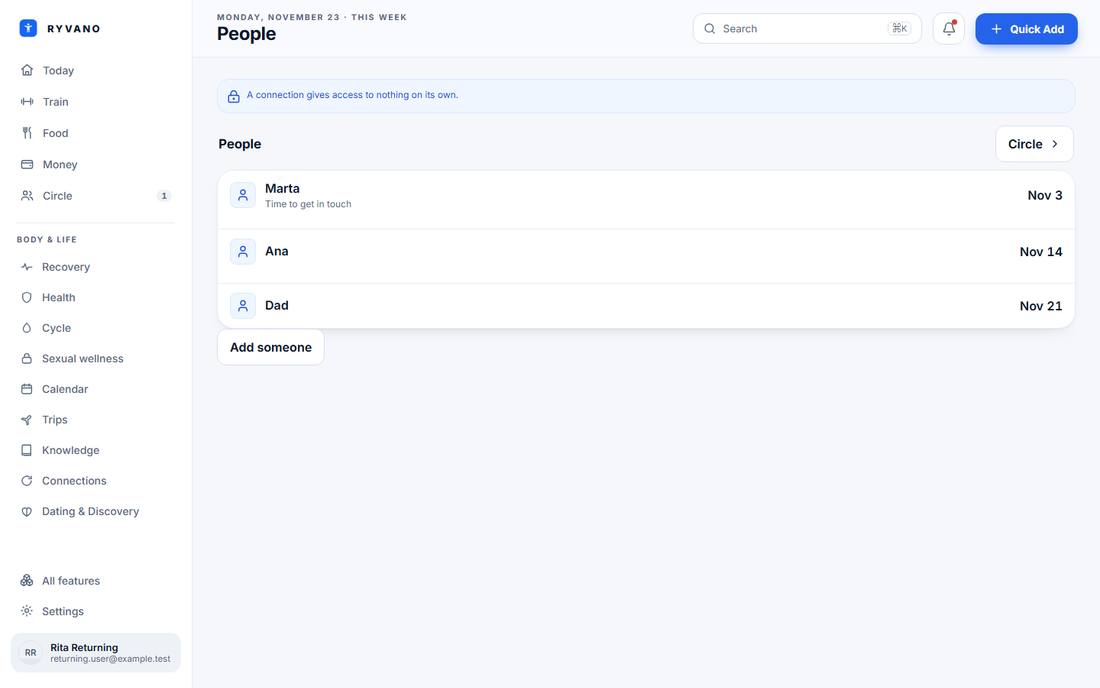 RYVANO
Today
Train
Food
Money
Circle 1
BODY & LIFE
Recovery
Health
Cycle
Sexual wellness
Calendar
Trips
Knowledge
Connections
Dating & Discovery
All features
Settings
RR
Rita Returning
returning.user@example.test
MONDAY, NOVEMBER 23 · THIS WEEK
People
Search ⌘K
Quick Add
A connection gives access to nothing on its own.
People
Circle
Marta
Time to get in touch
Nov 3
Ana
Nov 14
Dad
Nov 21
Add someone